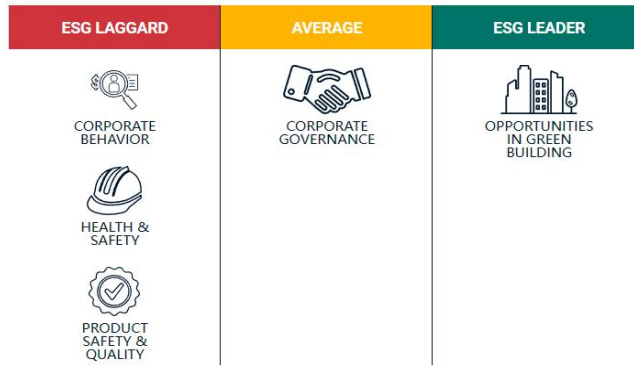 ESG LAGGARD
AVERAGE
ESG LEADER
CORPORATE
BEHAVIOR
CORPORATE
GOVERNANCE
OPPORTUNITIES
IN GREEN
BUILDING
HEALTH &
SAFETY
PRODUCT
SAFETY &
QUALITY